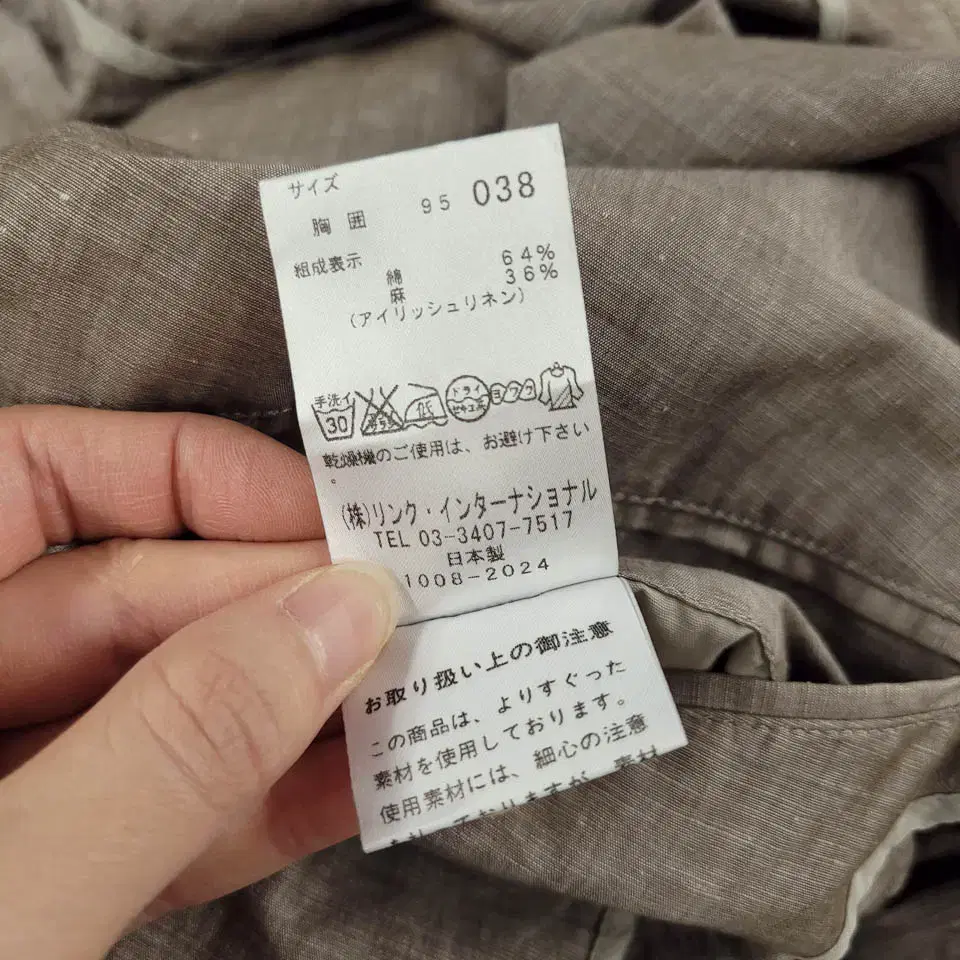 サイズ
胸囲 95 038
組成表示
綿 64%
麻 36%
(アイリッシュリネン)
手洗イ 30 低 ドライ セキユ系 ヨワク
乾燥機のご使用は、お避け下さい
。
(株)リンク・インターナショナル
TEL 03-3407-7517
日本製
1008-2024
お取り扱い上の御注意
この商品は、よりすぐった
素材を使用しております。
使用素材には、細心の注意